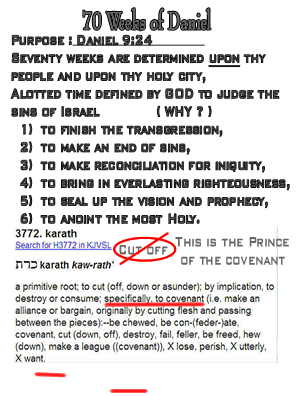 70 Weeks of Daniel
Purpose : Daniel 9:24
Seventy weeks are determined upon thy
people and upon thy holy city,
Alotted time defined by GOD to judge the
sins of Israel ( WHY ? )
1) to finish the transgression,
2) to make an end of sins,
3) to make reconciliation for iniquity,
4) to bring in everlasting righteousness,
5) to seal up the vision and prophecy,
6) to anoint the most Holy.
3772. karath
Search for H3772 in KJVSL
Cut off
This is the Prince
of the covenant
כרת karath kaw-rath'
a primitive root; to cut (off, down or asunder); by implication, to
destroy or consume; specifically, to covenant (i.e. make an
alliance or bargain, originally by cutting flesh and passing
between the pieces):--be chewed, be con-(feder-)ate,
covenant, cut (down, off), destroy, fail, feller, be freed, hew
(down), make a league ((covenant)), X lose, perish, X utterly,
X want.